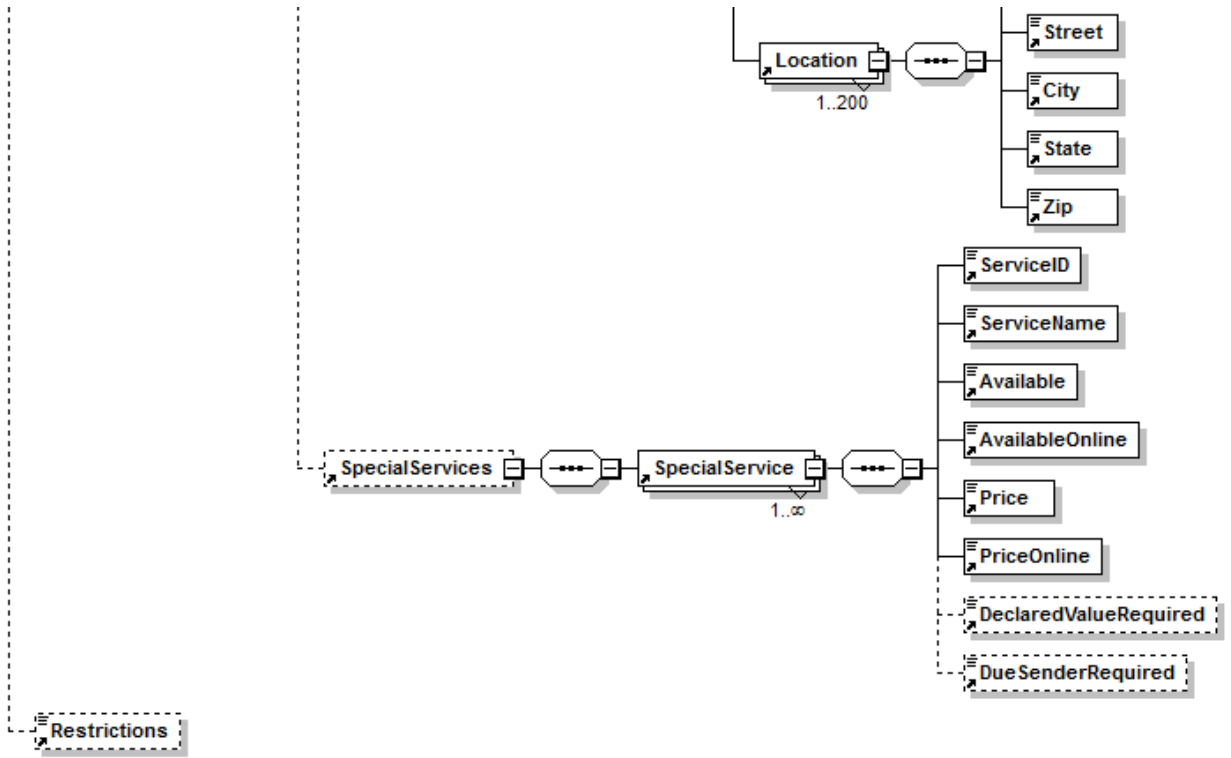 Street
Location
1..200
City
State
Zip
ServiceID
ServiceName
Available
AvailableOnline
SpecialServices
SpecialService
1..∞
Price
PriceOnline
DeclaredValueRequired
DueSenderRequired
Restrictions